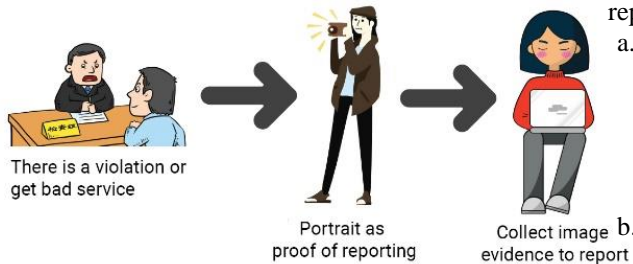 There is a violation or
get bad service
Portrait as
proof of reporting
Collect image
evidence to report
rep
a.
b.